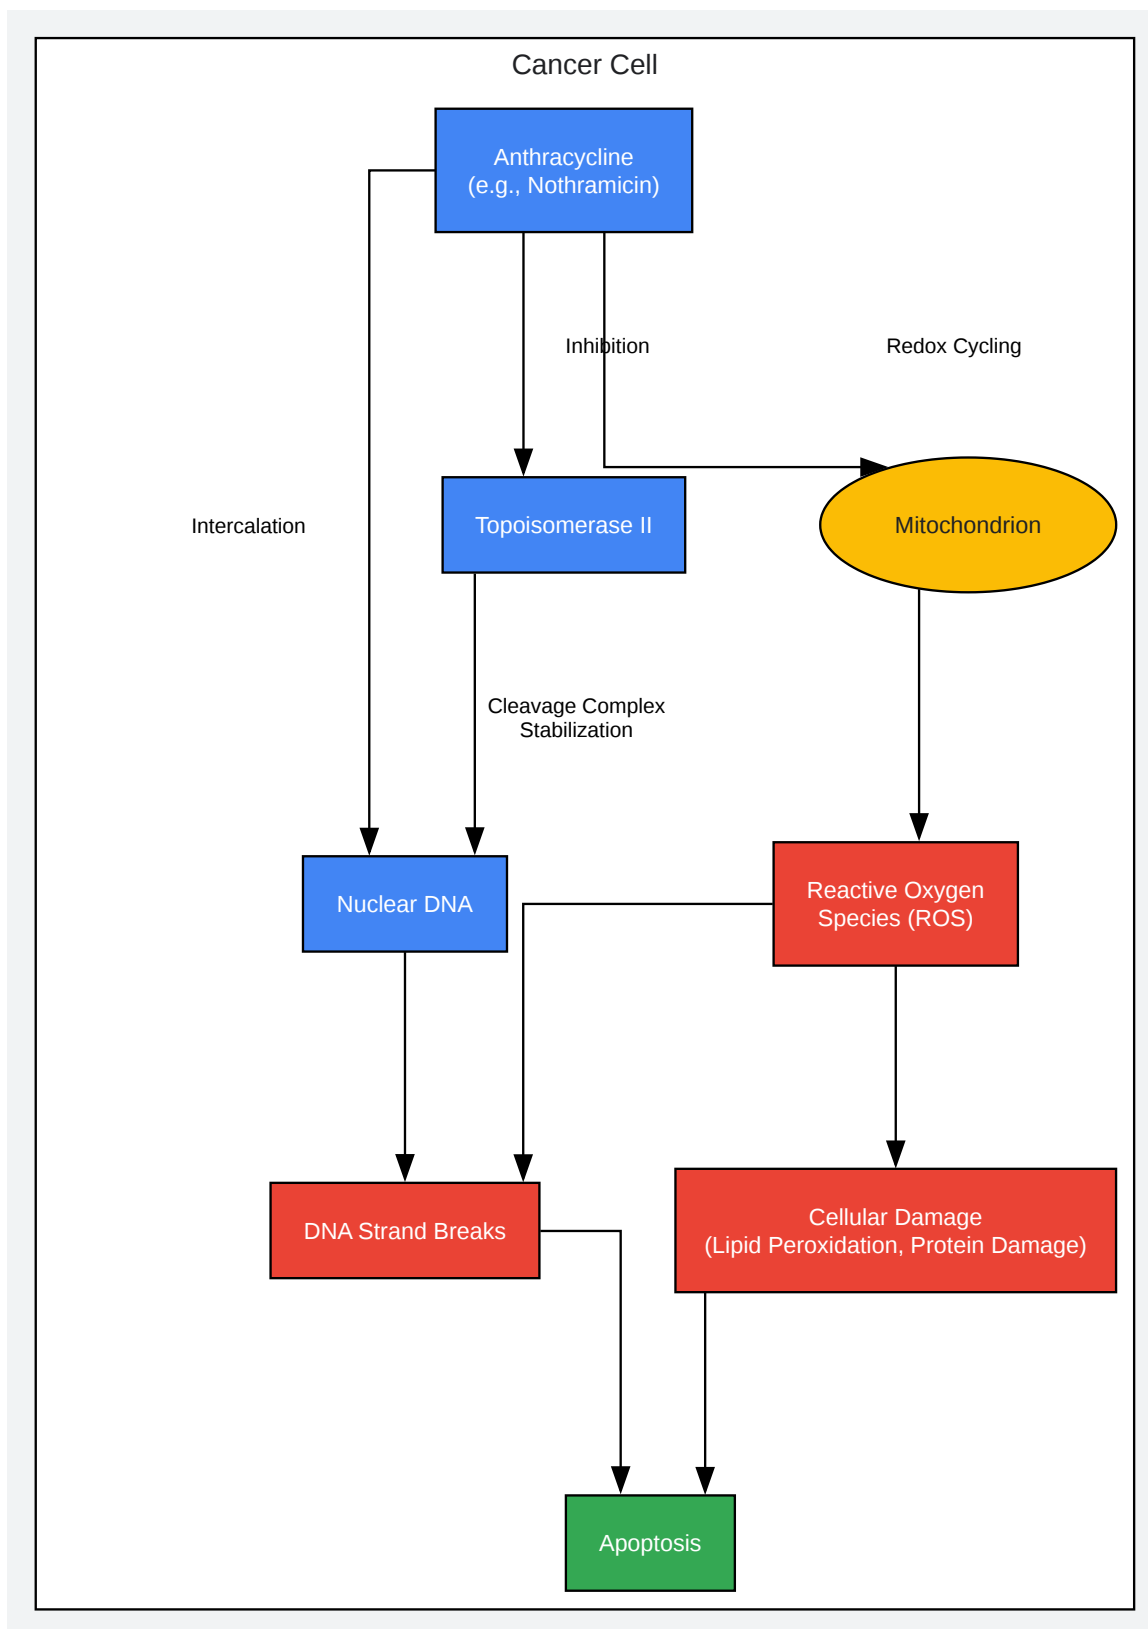 Cancer Cell
Anthracycline
(e.g., Nothramicin)
Inhibition
Redox Cycling
Intercalation
Topoisomerase II
Mitochondrion
Cleavage Complex
Stabilization
Nuclear DNA
Reactive Oxygen
Species (ROS)
DNA Strand Breaks
Cellular Damage
(Lipid Peroxidation, Protein Damage)
Apoptosis